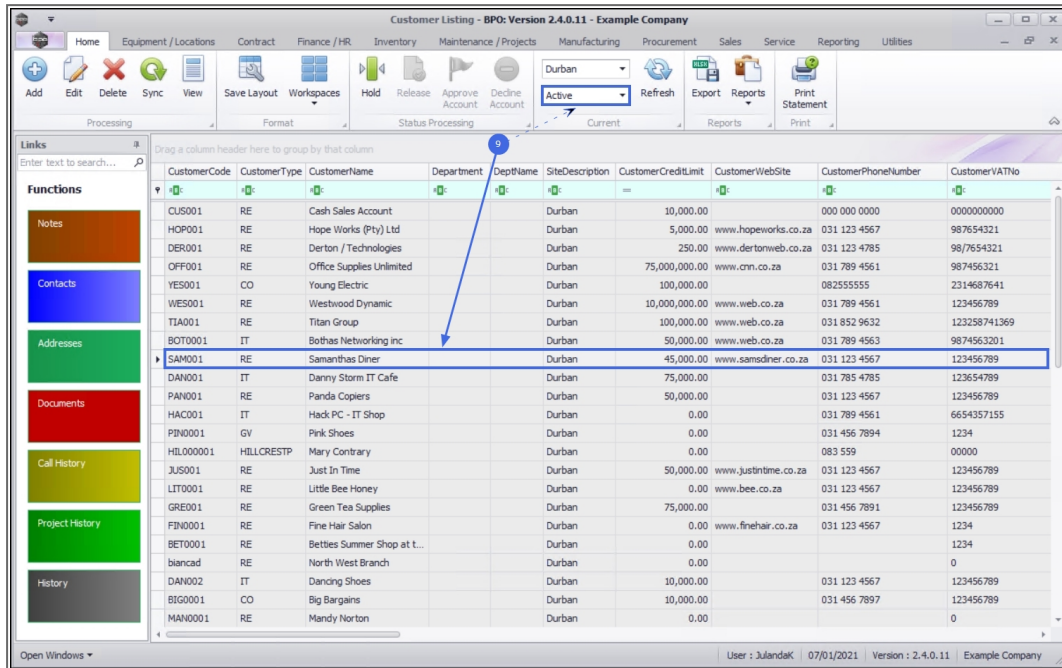 Customer Listing - BPO: Version 2.4.0.11 - Example Company
Home Equipment / Locations Contract Finance / HR Inventory Maintenance / Projects Manufacturing Procurement Sales Service Reporting Utilities
Add Edit Delete Sync View Save Layout Workspaces Hold Release Approve Account Decline Account Durban Active Refresh Export Reports Print Statement
Processing Format Status Processing Current Reports Print
9
Links
Enter text to search...
Functions
Notes
Contacts
Addresses
Documents
Call History
Project History
History
Drag a column header here to group by that column
CustomerCode CustomerType CustomerName Department DeptName SiteDescription CustomerCreditLimit CustomerWebSite CustomerPhoneNumber CustomerVATNo
CUS001 RE Cash Sales Account Durban 10,000.00 000 000 0000 0000000000
HOP001 RE Hope Works (Pty) Ltd Durban 5,000.00 www.hopeworks.co.za 031 123 4567 987654321
DER001 RE Derton / Technologies Durban 250.00 www.dertonweb.co.za 031 123 4785 98/7654321
OFF001 RE Office Supplies Unlimited Durban 75,000,000.00 www.cnn.co.za 031 789 4561 987456321
YES001 CO Young Electric Durban 100,000.00 082555555 2314687641
WES001 RE Westwood Dynamic Durban 10,000,000.00 www.web.co.za 031 789 4561 123456789
TIA001 RE Titan Group Durban 100,000.00 www.web.co.za 031 852 9632 123258741369
BOT0001 IT Bothas Networking inc Durban 50,000.00 www.web.co.za 031 789 4563 9874563201
SAM001 RE Samanthas Diner Durban 45,000.00 www.samsdiner.co.za 031 123 4567 123456789
DAN001 IT Danny Storm IT Cafe Durban 75,000.00 031 785 4785 123654789
PAN001 RE Panda Copiers Durban 50,000.00 031 123 4567 123456789
HAC001 IT Hack PC - IT Shop Durban 0.00 031 789 4561 6654357155
PIN0001 GV Pink Shoes Durban 0.00 031 456 7894 1234
HIL000001 HILLCRESTP Mary Contrary Durban 0.00 083 559 00000
JUS001 RE Just In Time Durban 50,000.00 www.justintime.co.za 031 123 4567 123456789
LIT0001 RE Little Bee Honey Durban 0.00 www.bee.co.za 031 123 4567 123456789
GRE001 RE Green Tea Supplies Durban 75,000.00 031 456 7891 123456789
FIN0001 RE Fine Hair Salon Durban 0.00 www.finehair.co.za 031 123 4567 1234
BET0001 RE Betties Summer Shop at t... Durban 0.00 1234
biancad RE North West Branch Durban 0.00 0
DAN002 IT Dancing Shoes Durban 10,000.00 031 123 4567 123456789
BIG0001 CO Big Bargains Durban 10,000.00 031 456 7897 123456789
MAN0001 RE Mandy Norton Durban 0.00 0
Open Windows User : JulandaK 07/01/2021 Version : 2.4.0.11 Example Company